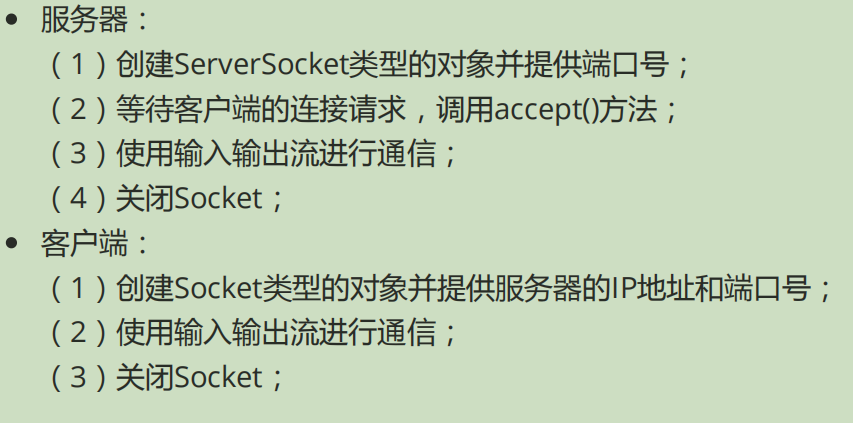 • 服务器：
（1）创建ServerSocket类型的对象并提供端口号；
（2）等待客户端的连接请求，调用accept()方法；
（3）使用输入输出流进行通信；
（4）关闭Socket；
• 客户端：
（1）创建Socket类型的对象并提供服务器的IP地址和端口号；
（2）使用输入输出流进行通信；
（3）关闭Socket；